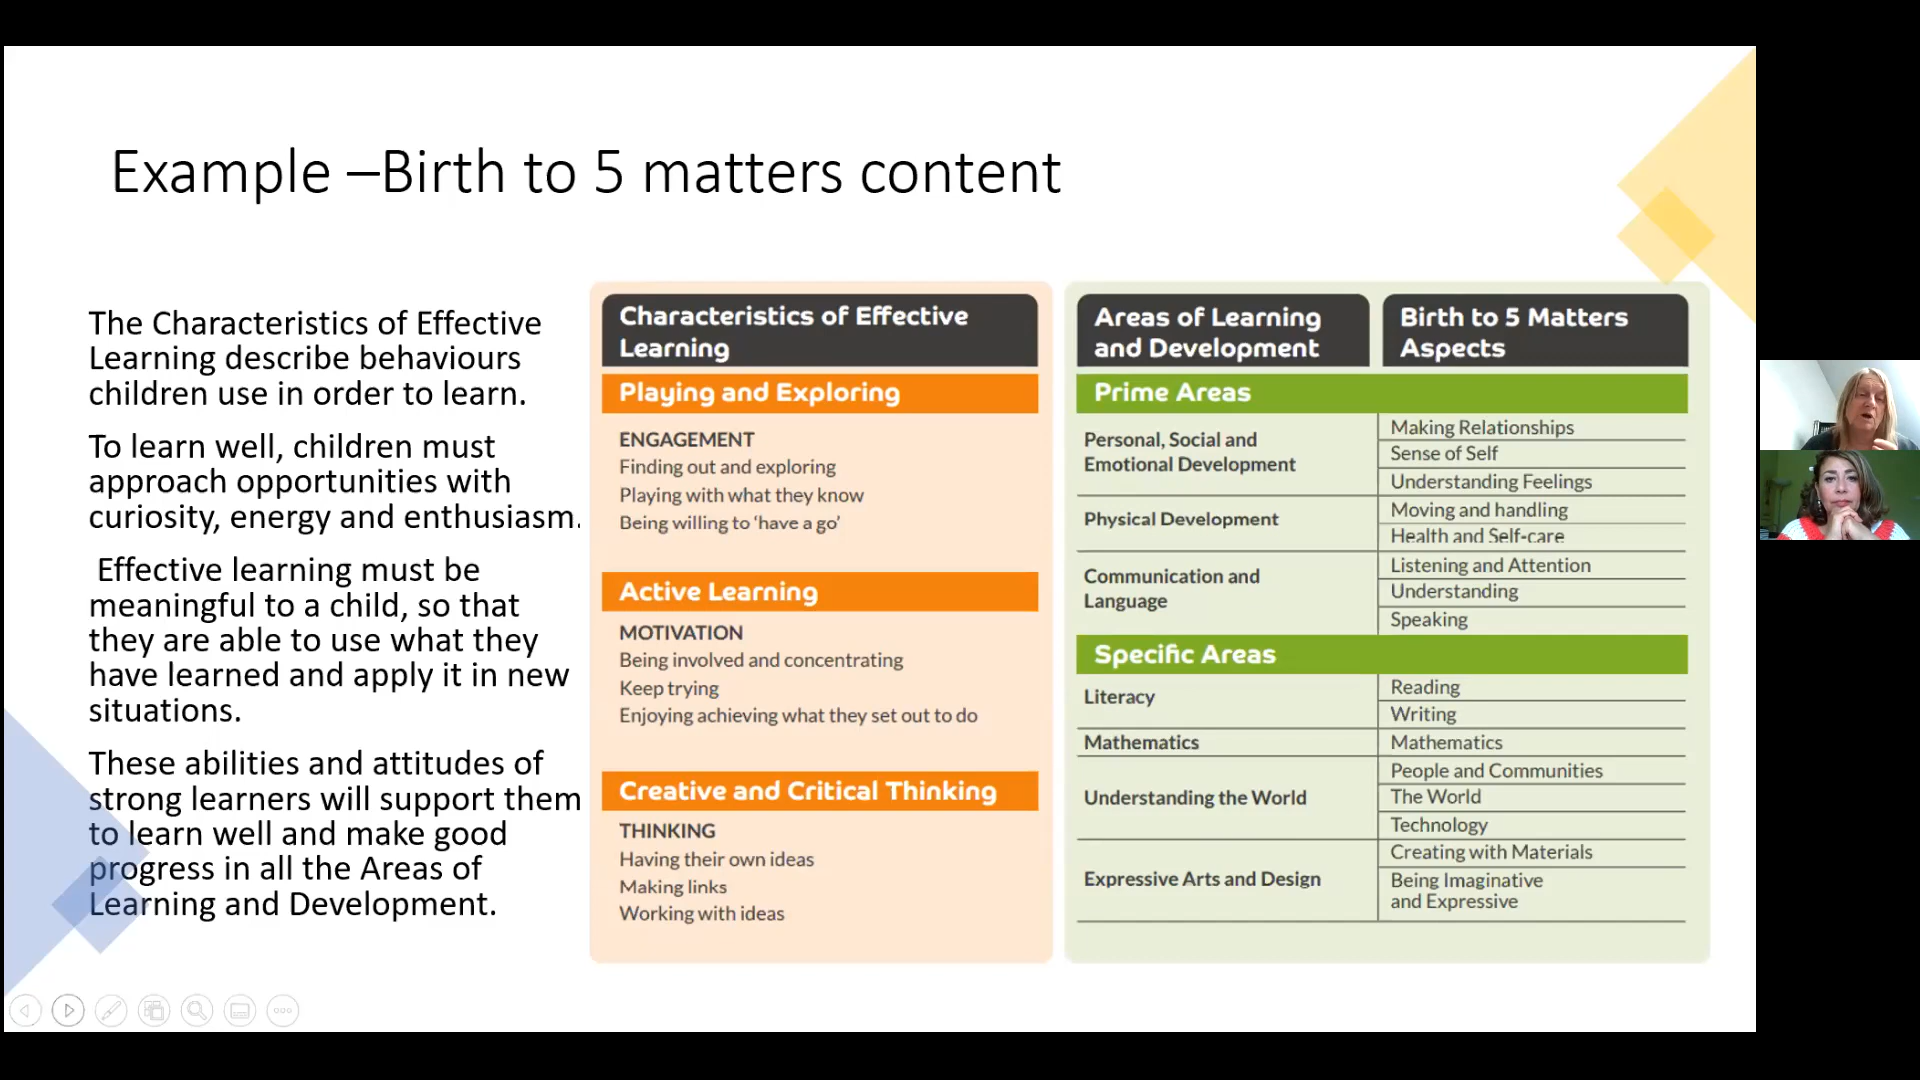 Example –Birth to 5 matters content
The Characteristics of Effective
Learning describe behaviours
children use in order to learn.
To learn well, children must
approach opportunities with
curiosity, energy and enthusiasm.
Effective learning must be
meaningful to a child, so that
they are able to use what they
have learned and apply it in new
situations.
These abilities and attitudes of
strong learners will support them
to learn well and make good
progress in all the Areas of
Learning and Development.
Characteristics of Effective
Learning
Playing and Exploring
ENGAGEMENT
Finding out and exploring
Playing with what they know
Being willing to ‘have a go’
Active Learning
MOTIVATION
Being involved and concentrating
Keep trying
Enjoying achieving what they set out to do
Creative and Critical Thinking
THINKING
Having their own ideas
Making links
Working with ideas
Areas of Learning
and Development
Birth to 5 Matters
Aspects
Prime Areas
Personal, Social and
Emotional Development
Making Relationships
Sense of Self
Understanding Feelings
Physical Development
Moving and handling
Health and Self-care
Communication and
Language
Listening and Attention
Understanding
Speaking
Specific Areas
Literacy
Reading
Writing
Mathematics
Mathematics
Understanding the World
People and Communities
The World
Technology
Expressive Arts and Design
Creating with Materials
Being Imaginative
and Expressive